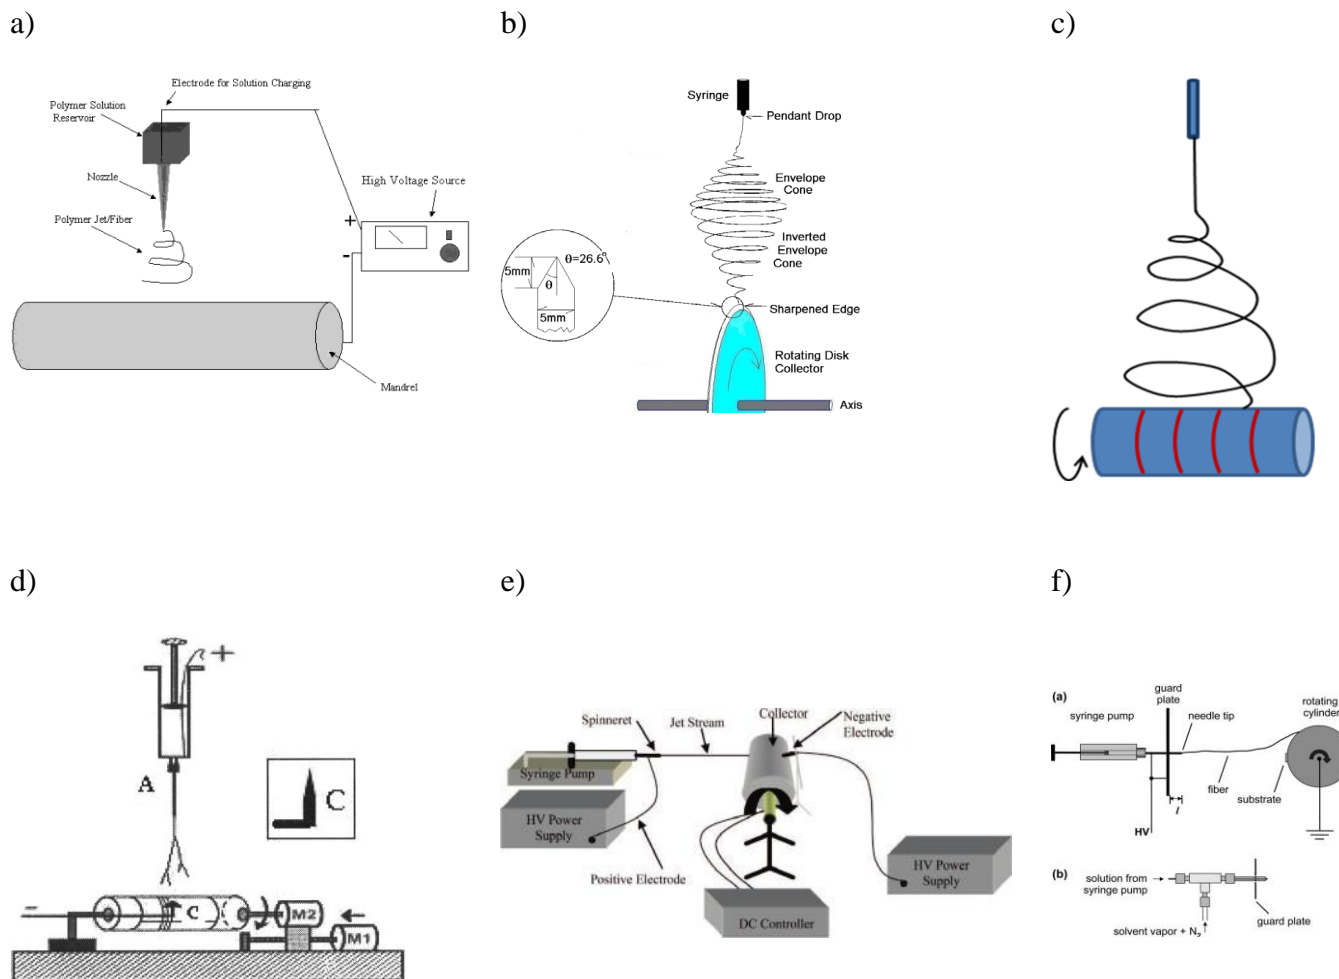 a)
Electrode for Solution Charging
Polymer Solution
Reservoir
Nozzle
High Voltage Source
Polymer Jet/Fiber
+
-
Mandrel
b)
Syringe
Pendant Drop
Envelope
Cone
Inverted
Envelope
Cone
θ=26.6°
5mm
θ
5mm
Sharpened Edge
Rotating Disk
Collector
Axis
c)
d)
+
A
C
C
M2
M1
e)
Spinneret
Jet Stream
Collector
Negative
Electrode
Syringe Pump
HV Power
Supply
Positive Electrode
HV Power
Supply
DC Controller
f)
(a)
guard
plate
rotating
cylinder
syringe pump
needle tip
fiber
substrate
l
HV
(b)
solution from
syringe pump
guard plate
solvent vapor + N₂